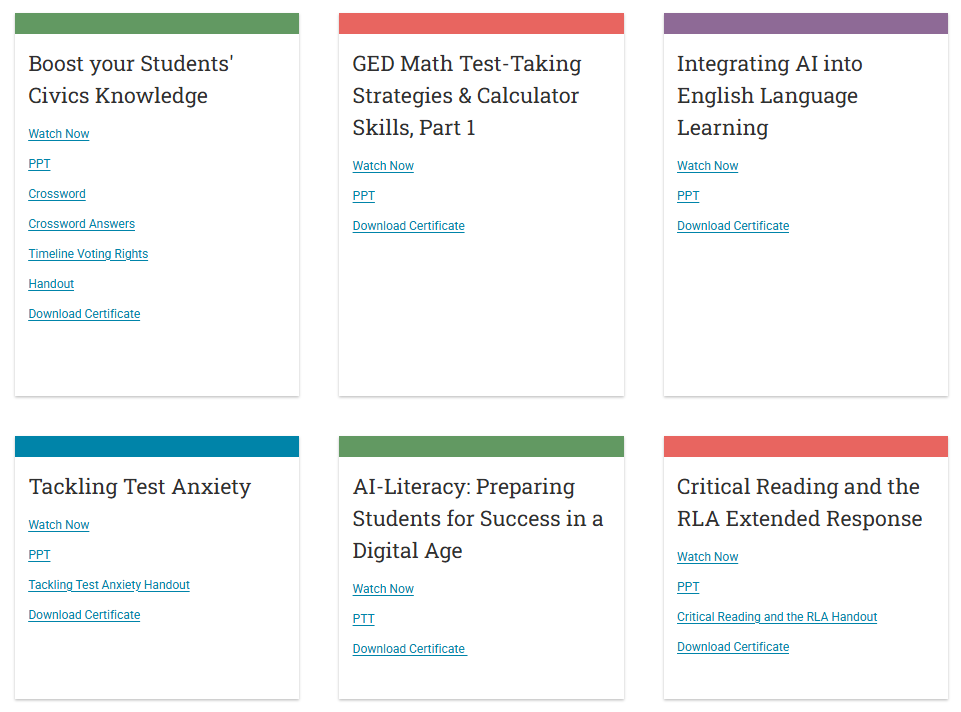 Boost your Students'
Civics Knowledge
Watch Now
PPT
Crossword
Crossword Answers
Timeline Voting Rights
Handout
Download Certificate
GED Math Test-Taking
Strategies & Calculator
Skills, Part 1
Watch Now
PPT
Download Certificate
Integrating AI into
English Language
Learning
Watch Now
PPT
Download Certificate
Tackling Test Anxiety
Watch Now
PPT
Tackling Test Anxiety Handout
Download Certificate
AI-Literacy: Preparing
Students for Success in a
Digital Age
Watch Now
PTT
Download Certificate
Critical Reading and the
RLA Extended Response
Watch Now
PPT
Critical Reading and the RLA Handout
Download Certificate